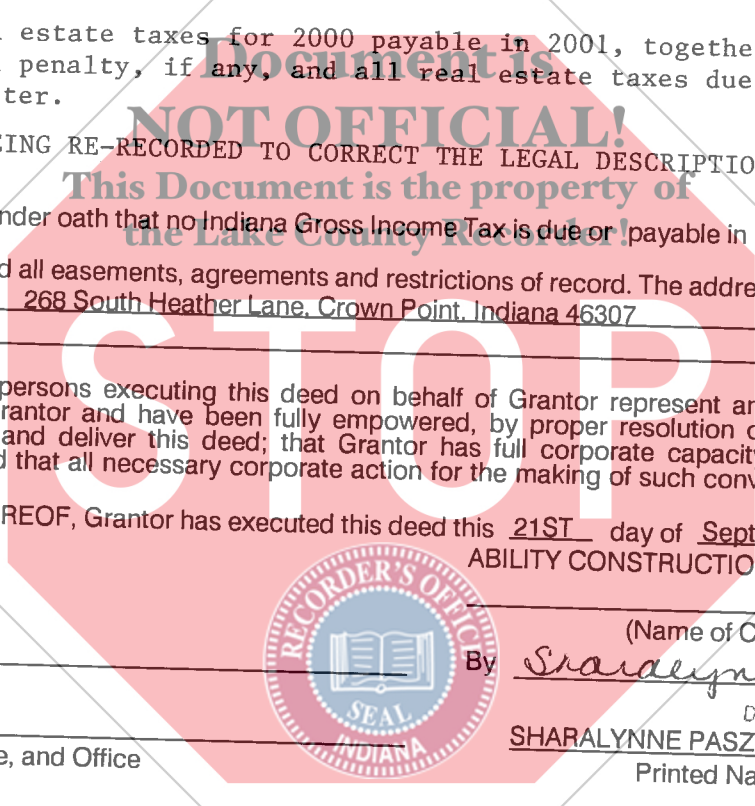 estate taxes for 2000 payable in 2001, togethe
Document is
penalty, if any, and all real estate taxes due
ter.
NOT OFFICIAL!
EING RE-RECORDED TO CORRECT THE LEGAL DESCRIPTIO
This Document is the property of
nder oath that no Indiana Gross Income Tax is due or payable in
the Lake County Recorder!
d all easements, agreements and restrictions of record. The addre
268 South Heather Lane, Crown Point, Indiana 46307
STOP
persons executing this deed on behalf of Grantor represent an
rantor and have been fully empowered, by proper resolution o
and deliver this deed; that Grantor has full corporate capacit
d that all necessary corporate action for the making of such conv
REOF, Grantor has executed this deed this 21ST day of Sept
ABILITY CONSTRUCTIO
RECORDER'S OFFICE
(Name of C
By Sharalyn
SEAL
INDIANA
SHARALYNNE PASZ
e, and Office
Printed Na